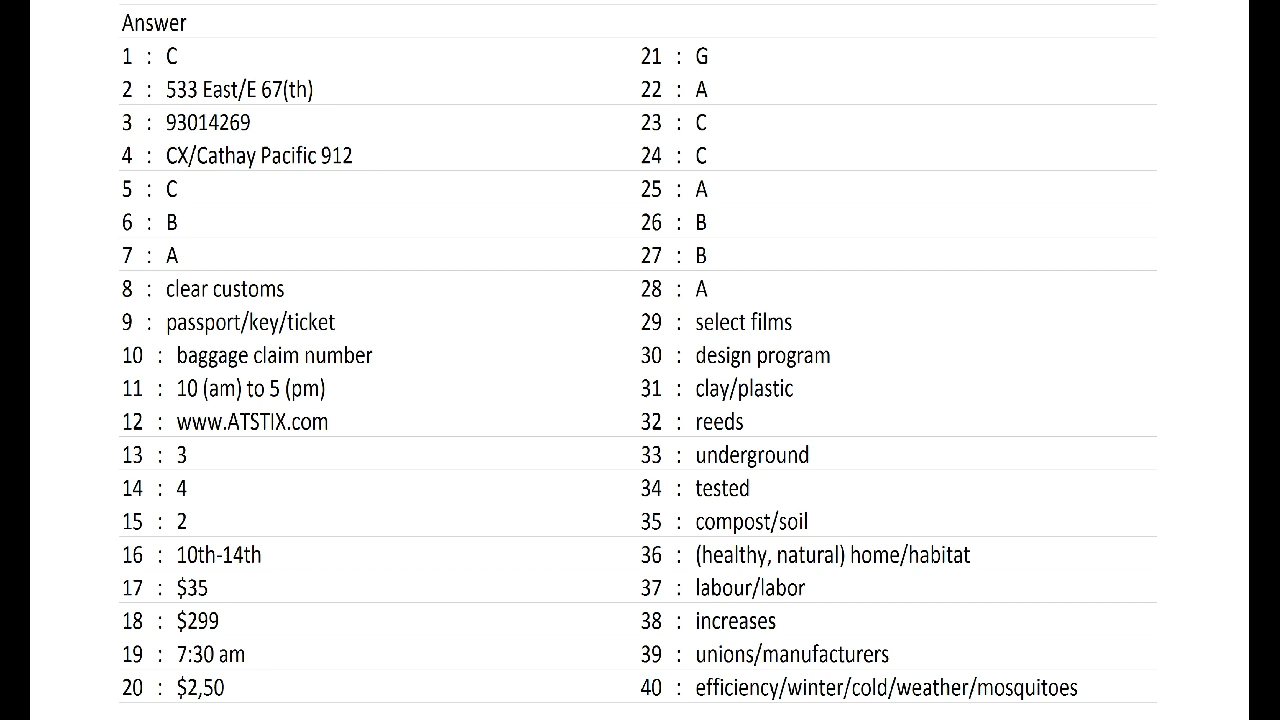 Answer
1 : C
2 : 533 East/E 67(th)
3 : 93014269
4 : CX/Cathay Pacific 912
5 : C
6 : B
7 : A
8 : clear customs
9 : passport/key/ticket
10 : baggage claim number
11 : 10 (am) to 5 (pm)
12 : www.ATSTIX.com
13 : 3
14 : 4
15 : 2
16 : 10th-14th
17 : $35
18 : $299
19 : 7:30 am
20 : $2,50
21 : G
22 : A
23 : C
24 : C
25 : A
26 : B
27 : B
28 : A
29 : select films
30 : design program
31 : clay/plastic
32 : reeds
33 : underground
34 : tested
35 : compost/soil
36 : (healthy, natural) home/habitat
37 : labour/labor
38 : increases
39 : unions/manufacturers
40 : efficiency/winter/cold/weather/mosquitoes